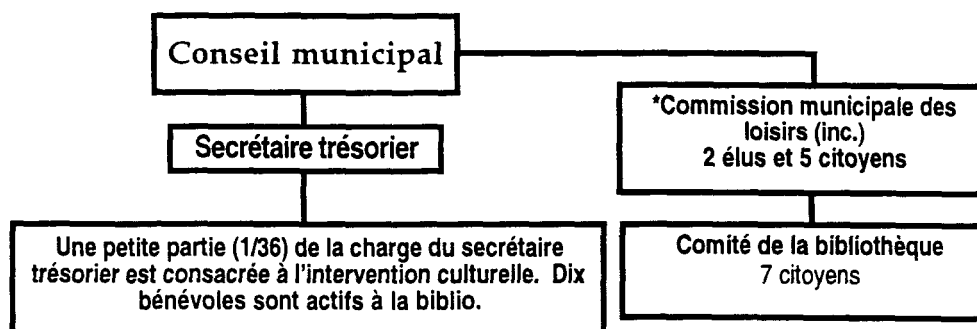 Conseil municipal
*Commission municipale des
loisirs (inc.)
2 élus et 5 citoyens
Secrétaire trésorier
Une petite partie (1/36) de la charge du secrétaire
trésorier est consacrée à l'intervention culturelle. Dix
bénévoles sont actifs à la biblio.
Comité de la bibliothèque
7 citoyens